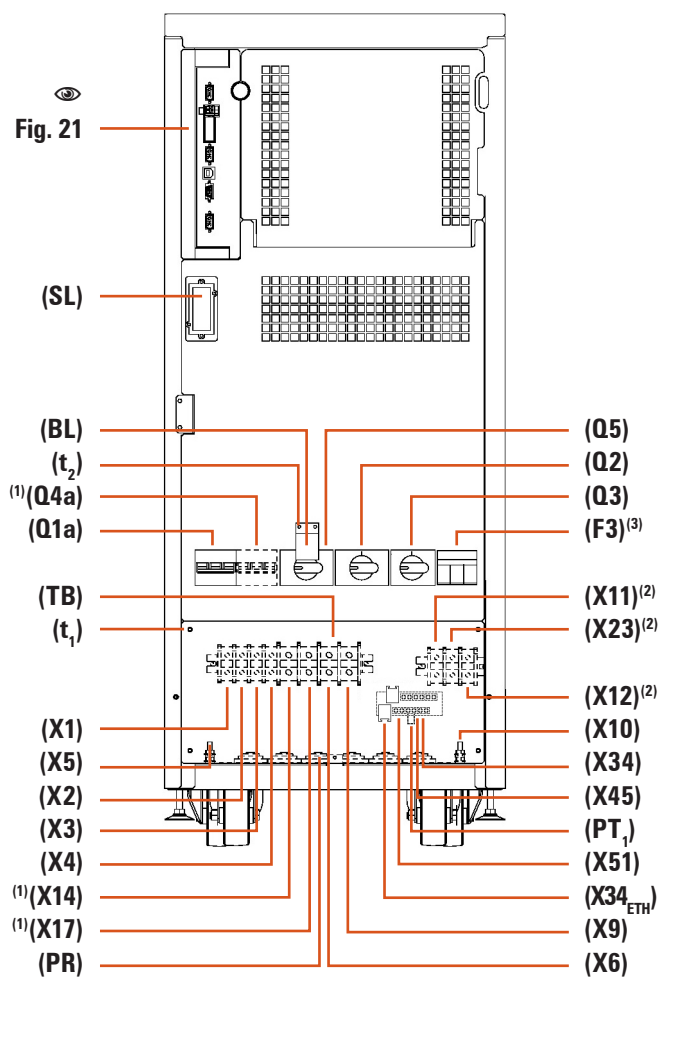 Fig. 21
(SL)
(BL)
(t2)
(1)(Q4a)
(Q1a)
(TB)
(t1)
(X1)
(X5)
(X2)
(X3)
(X4)
(1)(X14)
(1)(X17)
(PR)
(Q5)
(Q2)
(Q3)
(F3)(3)
(X11)(2)
(X23)(2)
(X12)(2)
(X10)
(X34)
(X45)
(PT1)
(X51)
(X34ETH)
(X9)
(X6)